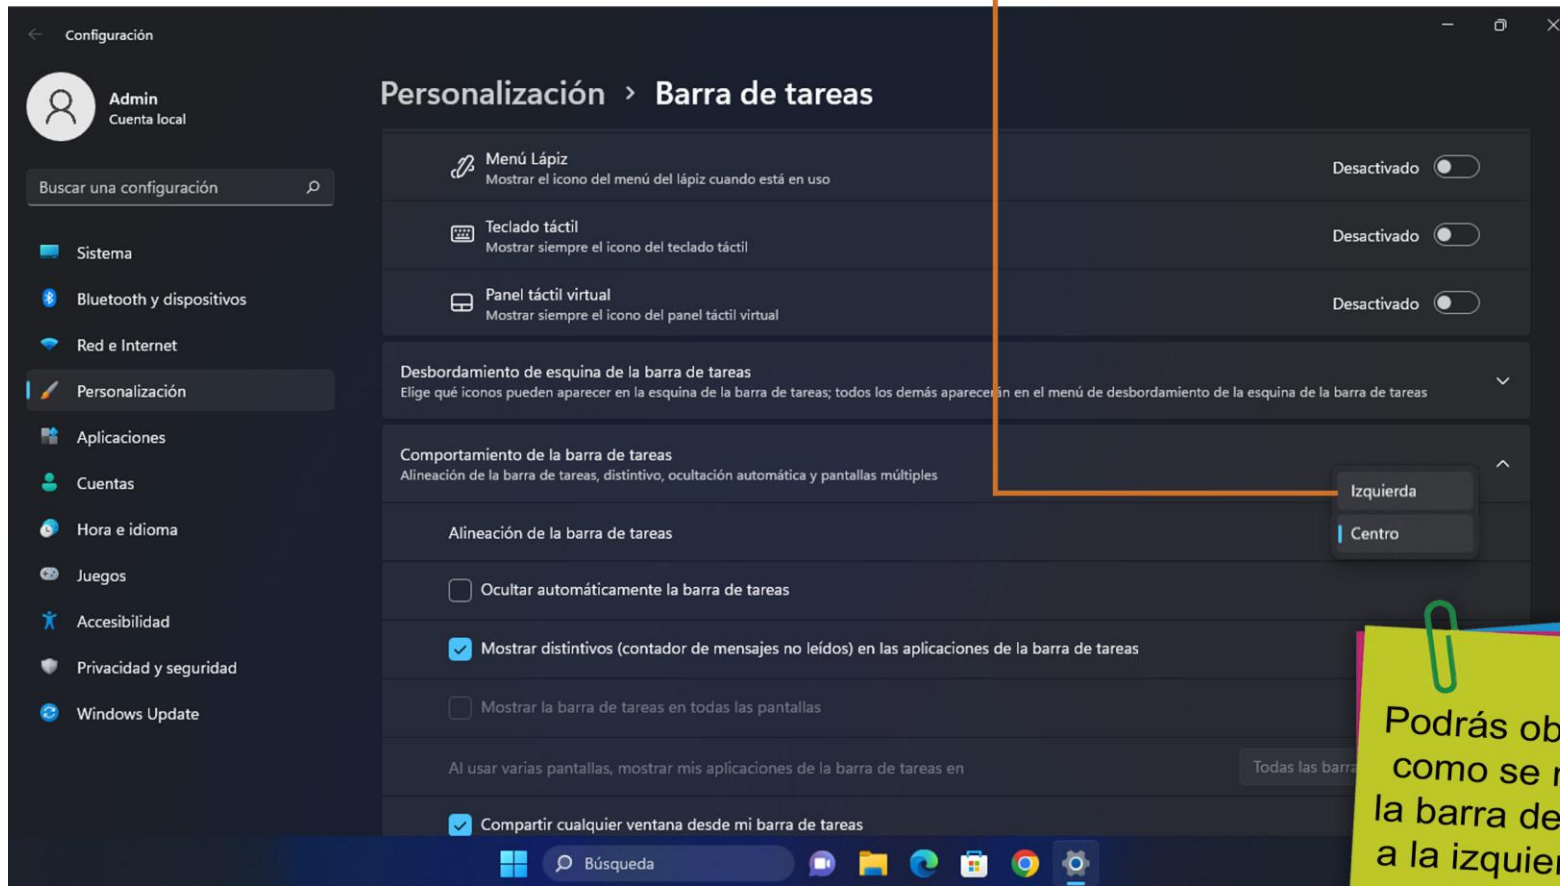 Configuración
Admin
Cuenta local
Buscar una configuración
Sistema
Bluetooth y dispositivos
Red e Internet
Personalización
Aplicaciones
Cuentas
Hora e idioma
Juegos
Accesibilidad
Privacidad y seguridad
Windows Update
Personalización > Barra de tareas
Menú Lápiz
Mostrar el icono del menú del lápiz cuando está en uso
Desactivado
Teclado táctil
Mostrar siempre el icono del teclado táctil
Desactivado
Panel táctil virtual
Mostrar siempre el icono del panel táctil virtual
Desactivado
Desbordamiento de esquina de la barra de tareas
Elige qué iconos pueden aparecer en la esquina de la barra de tareas; todos los demás aparecerán en el menú de desbordamiento de la esquina de la barra de tareas
Comportamiento de la barra de tareas
Alineación de la barra de tareas, distintivo, ocultación automática y pantallas múltiples
Izquierda
Centro
Alineación de la barra de tareas
Ocultar automáticamente la barra de tareas
Mostrar distintivos (contador de mensajes no leídos) en las aplicaciones de la barra de tareas
Mostrar la barra de tareas en todas las pantallas
Al usar varias pantallas, mostrar mis aplicaciones de la barra de tareas en
Todas las
Compartir cualquier ventana desde mi barra de tareas
Búsqueda
Podrás
como se
la barra de
a la